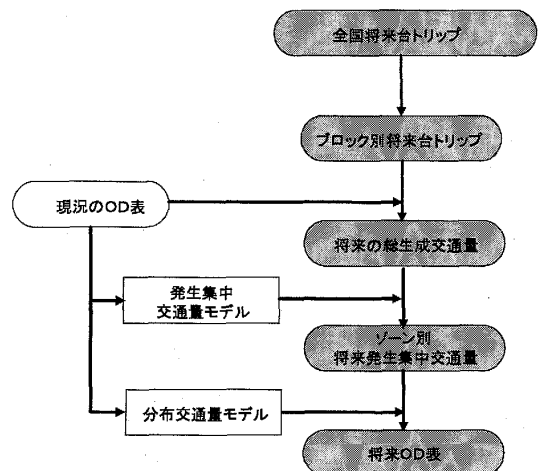 全国将来台トリップ
ブロック別将来台トリップ
現況のOD表
将来の総生成交通量
発生集中
交通量モデル
ゾーン別
将来発生集中交通量
分布交通量モデル
将来OD表